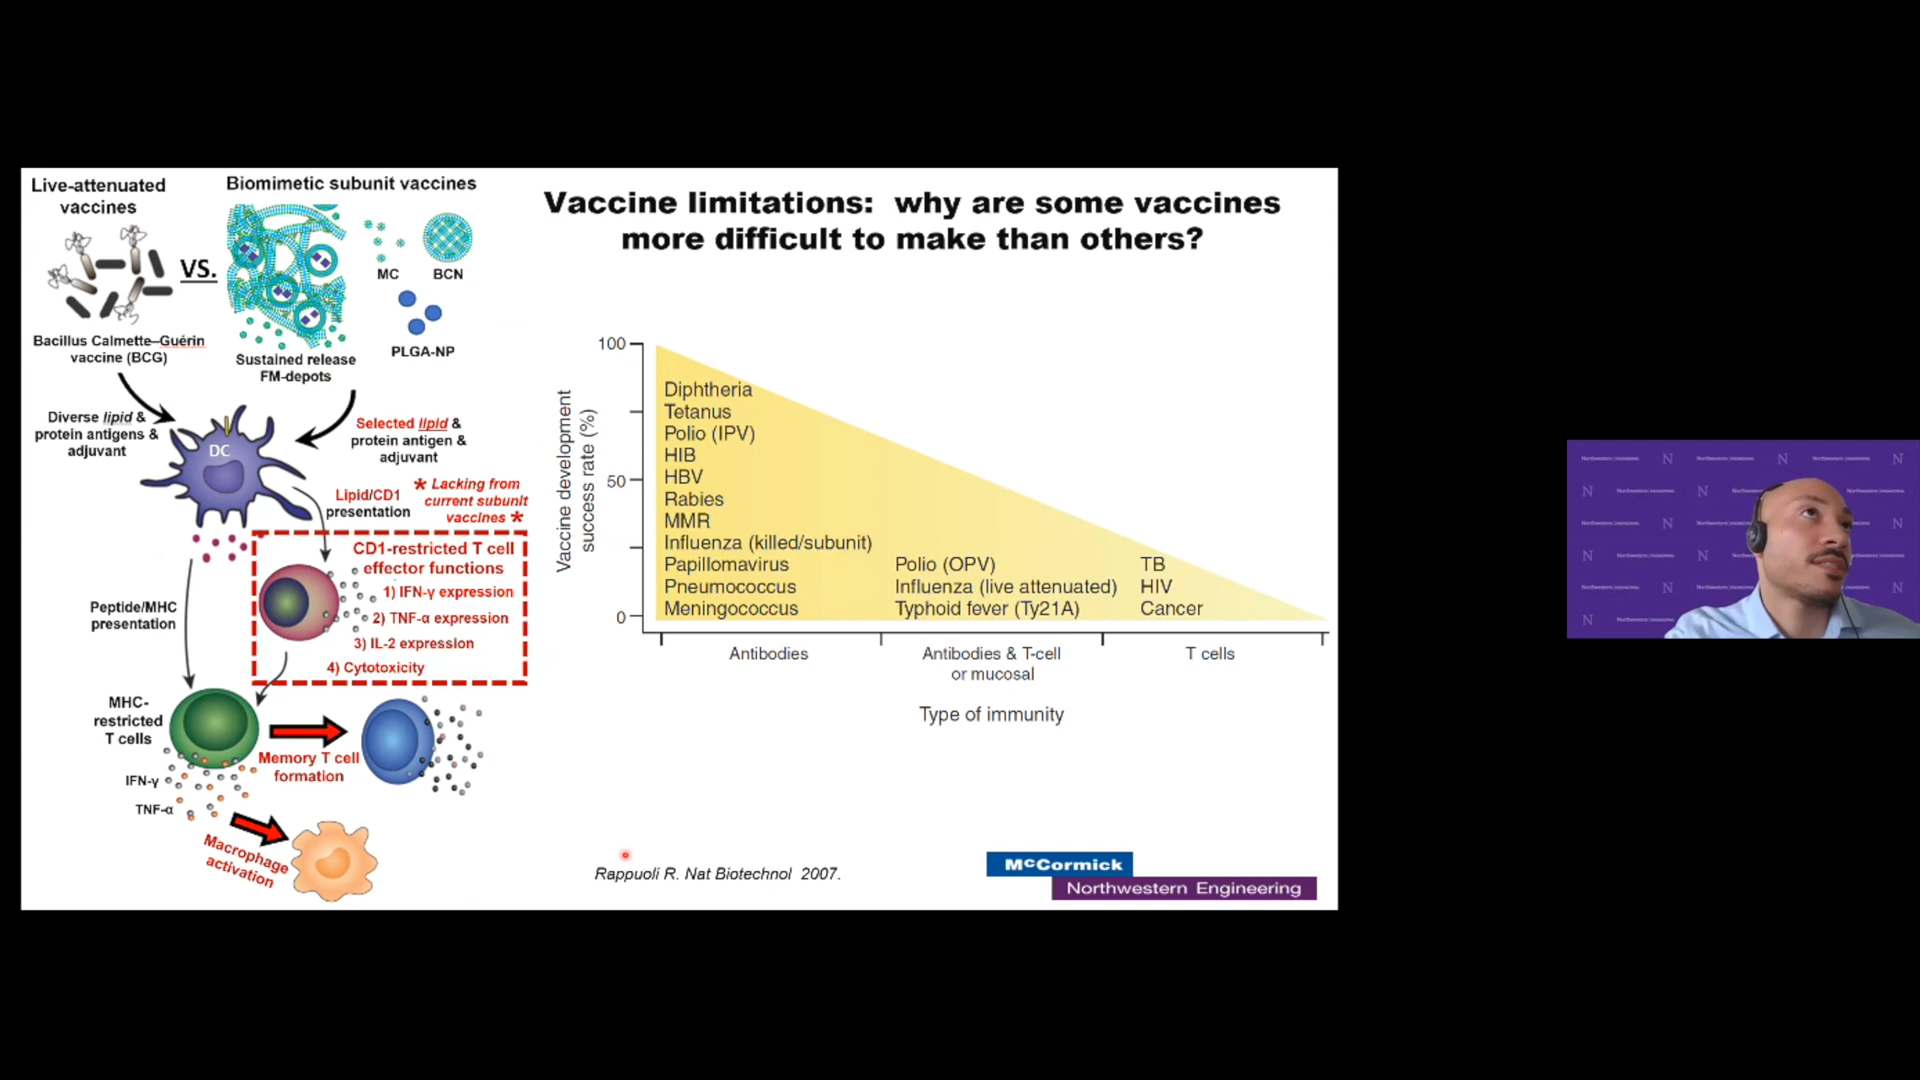 Live-attenuated
vaccines
VS.
Biomimetic subunit vaccines
MC
BCN
PLGA-NP
Bacillus Calmette–Guérin
vaccine (BCG)
Sustained release
FM-depots
Diverse lipid &
protein antigens &
adjuvant
DC
Selected lipid &
protein antigen &
adjuvant
Lipid/CD1
presentation
* Lacking from
current subunit
vaccines *
CD1-restricted T cell
effector functions
1) IFN-γ expression
2) TNF-α expression
3) IL-2 expression
4) Cytotoxicity
Peptide/MHC
presentation
MHC-
restricted
T cells
Memory T cell
formation
IFN-γ
TNF-α
Macrophage
activation
Vaccine limitations: why are some vaccines
more difficult to make than others?
Vaccine development
success rate (%)
100
50
0
Diphtheria
Tetanus
Polio (IPV)
HIB
HBV
Rabies
MMR
Influenza (killed/subunit)
Papillomavirus
Pneumococcus
Meningococcus
Polio (OPV)
Influenza (live attenuated)
Typhoid fever (Ty21A)
TB
HIV
Cancer
Antibodies
Antibodies & T-cell
or mucosal
T cells
Type of immunity
Rappuoli R. Nat Biotechnol 2007.
McCormick
Northwestern Engineering